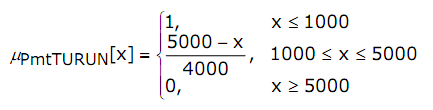 μPmtTURUN[x] = { 1, x ≤ 1000
5000 − x
4000 , 1000 ≤ x ≤ 5000
0, x ≥ 5000